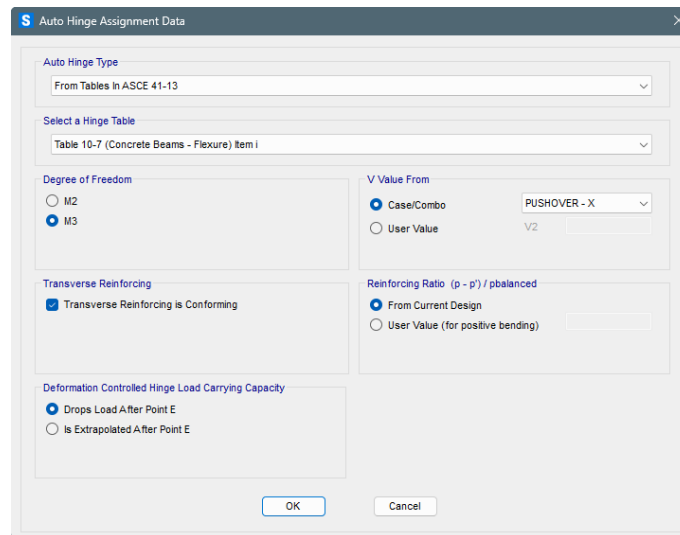 S Auto Hinge Assignment Data
Auto Hinge Type
From Tables In ASCE 41-13
Select a Hinge Table
Table 10-7 (Concrete Beams - Flexure) Item i
Degree of Freedom
M2
M3
V Value From
Case/Combo
PUSHOVER - X
User Value
V2
Transverse Reinforcing
Transverse Reinforcing is Conforming
Reinforcing Ratio (p - p') / pbalanced
From Current Design
User Value (for positive bending)
Deformation Controlled Hinge Load Carrying Capacity
Drops Load After Point E
Is Extrapolated After Point E
OK
Cancel